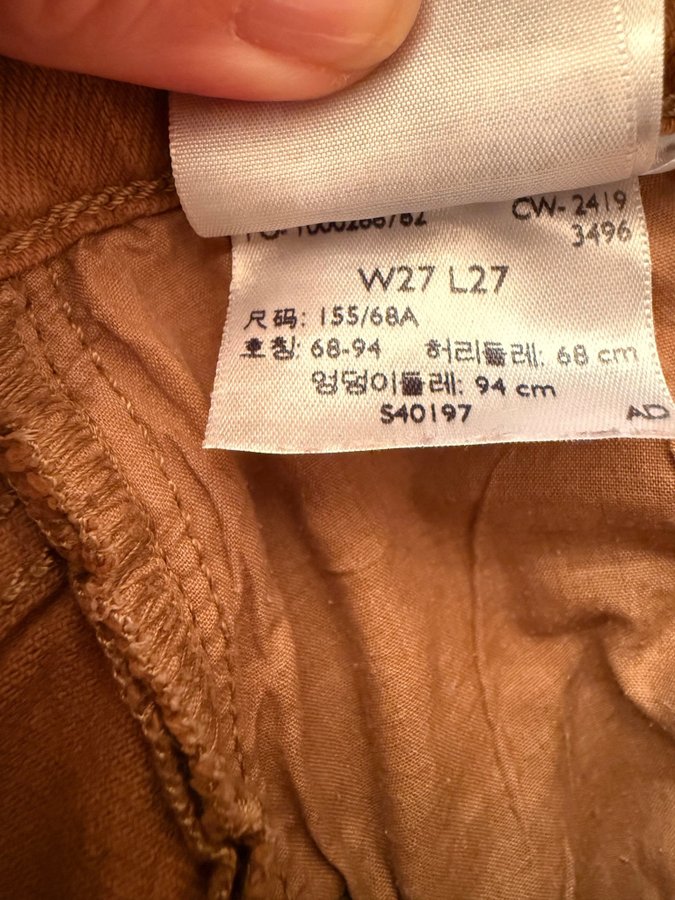 CW- 2419
3496
W27 L27
尺码: 155/68A
호칭: 68-94 허리둘레: 68 cm
엉덩이둘레: 94 cm
S40197 AD